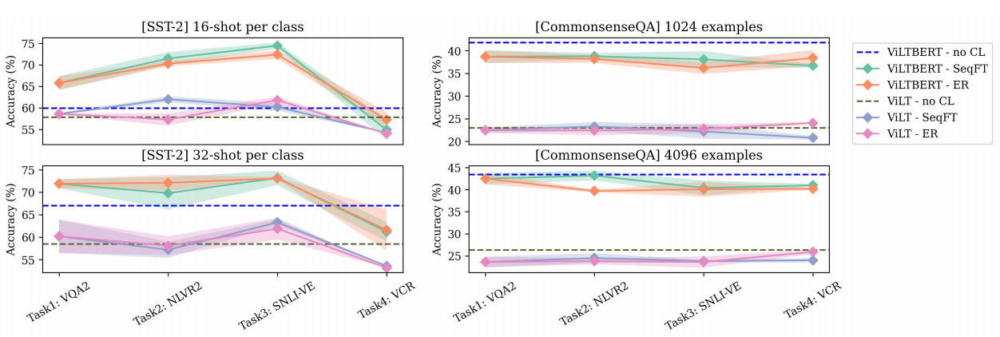 [SST-2] 16-shot per class
Accuracy (%)
75
70
65
60
55
[CommonsenseQA] 1024 examples
Accuracy (%)
40
35
30
25
20
ViLTBERT - no CL
ViLTBERT - SeqFT
ViLTBERT - ER
ViLT - no CL
ViLT - SeqFT
ViLT - ER
[SST-2] 32-shot per class
Accuracy (%)
75
70
65
60
55
Task1: VQA2
Task2: NLVR2
Task3: SNLI-VE
Task4: VCR
[CommonsenseQA] 4096 examples
Accuracy (%)
45
40
35
30
25
Task1: VQA2
Task2: NLVR2
Task3: SNLI-VE
Task4: VCR